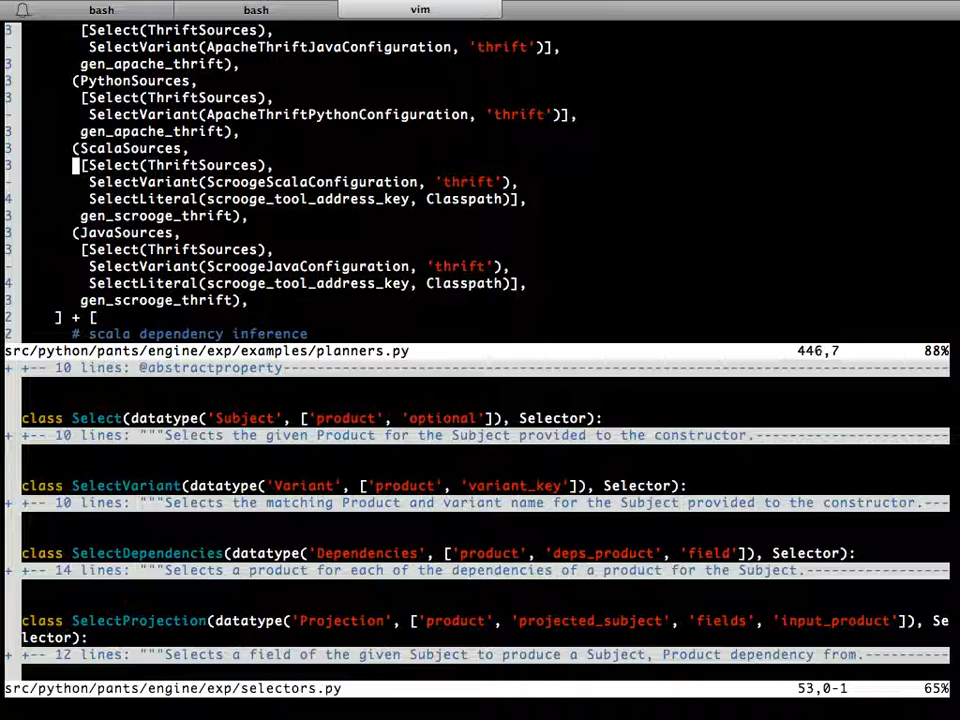 bash bash vim
3 [Select(ThriftSources),
- SelectVariant(ApacheThriftJavaConfiguration, 'thrift')],
3 gen_apache_thrift),
3 (PythonSources,
3 [Select(ThriftSources),
- SelectVariant(ApacheThriftPythonConfiguration, 'thrift')],
3 gen_apache_thrift),
3 (ScalaSources,
3 [Select(ThriftSources),
- SelectVariant(ScroogeScalaConfiguration, 'thrift'),
4 SelectLiteral(scrooge_tool_address_key, Classpath)],
3 gen_scrooge_thrift),
3 (JavaSources,
3 [Select(ThriftSources),
- SelectVariant(ScroogeJavaConfiguration, 'thrift'),
4 SelectLiteral(scrooge_tool_address_key, Classpath)],
3 gen_scrooge_thrift),
2 ] + [
2 # scala dependency inference
src/python/pants/engine/exp/examples/planners.py 446,7 88%
+ +-- 10 lines: @abstractproperty----------------------------------------
class Select(datatype('Subject', ['product', 'optional']), Selector):
+ +-- 10 lines: """Selects the given Product for the Subject provided to the constructor.-----------------------
class SelectVariant(datatype('Variant', ['product', 'variant_key']), Selector):
+ +-- 10 lines: """Selects the matching Product and variant name for the Subject provided to the constructor.---
class SelectDependencies(datatype('Dependencies', ['product', 'deps_product', 'field']), Selector):
+ +-- 14 lines: """Selects a product for each of the dependencies of a product for the Subject.-----------------
class SelectProjection(datatype('Projection', ['product', 'projected_subject', 'fields', 'input_product']), Se
lector):
+ +-- 12 lines: """Selects a field of the given Subject to produce a Subject, Product dependency from.----------
src/python/pants/engine/exp/selectors.py 53,0-1 65%